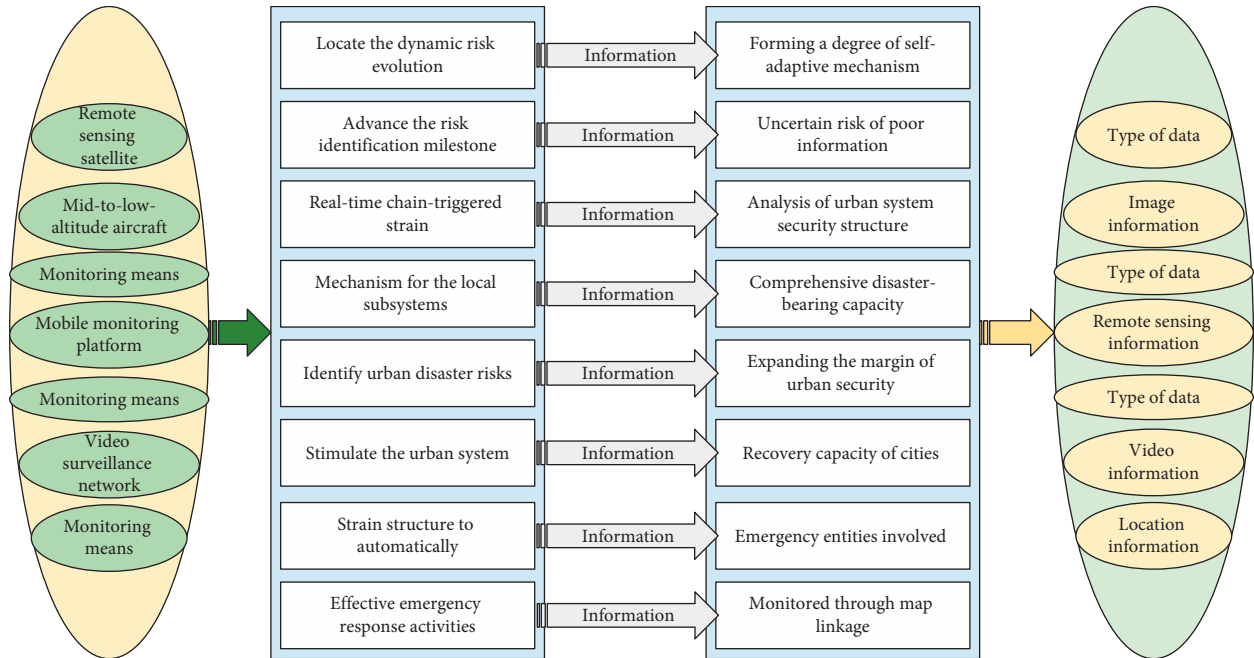 Remote
sensing
satellite
Mid-to-low-
altitude aircraft
Monitoring means
Mobile monitoring
platform
Monitoring means
Video
surveillance
network
Monitoring
means
Locate the dynamic risk
evolution
Information
Forming a degree of self-
adaptive mechanism
Advance the risk
identification milestone
Information
Uncertain risk of poor
information
Real-time chain-triggered
strain
Information
Analysis of urban system
security structure
Mechanism for the local
subsystems
Information
Comprehensive disaster-
bearing capacity
Identify urban disaster risks
Information
Expanding the margin of
urban security
Stimulate the urban system
Information
Recovery capacity of cities
Strain structure to
automatically
Information
Emergency entities involved
Effective emergency
response activities
Information
Monitored through map
linkage
Type of data
Image
information
Type of data
Remote sensing
information
Type of data
Video
information
Location
information